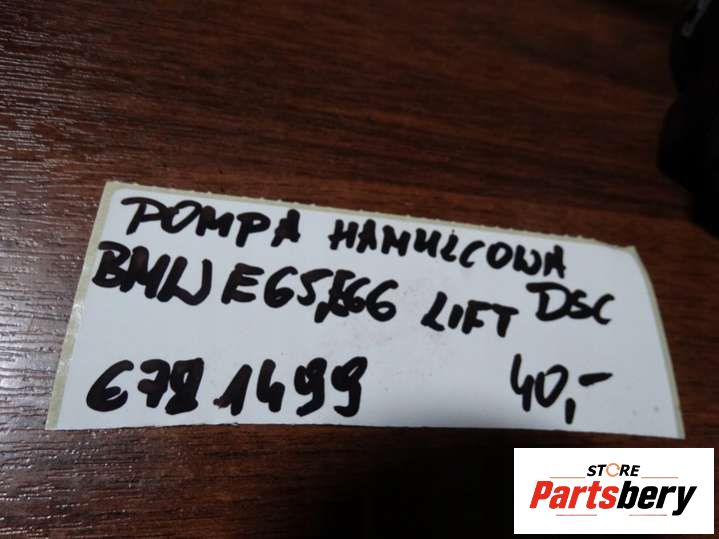 POMPA HAMULCOWA
BMW E65,E66 LIFT DSC
6781499 40,-
STORE
Partsbery